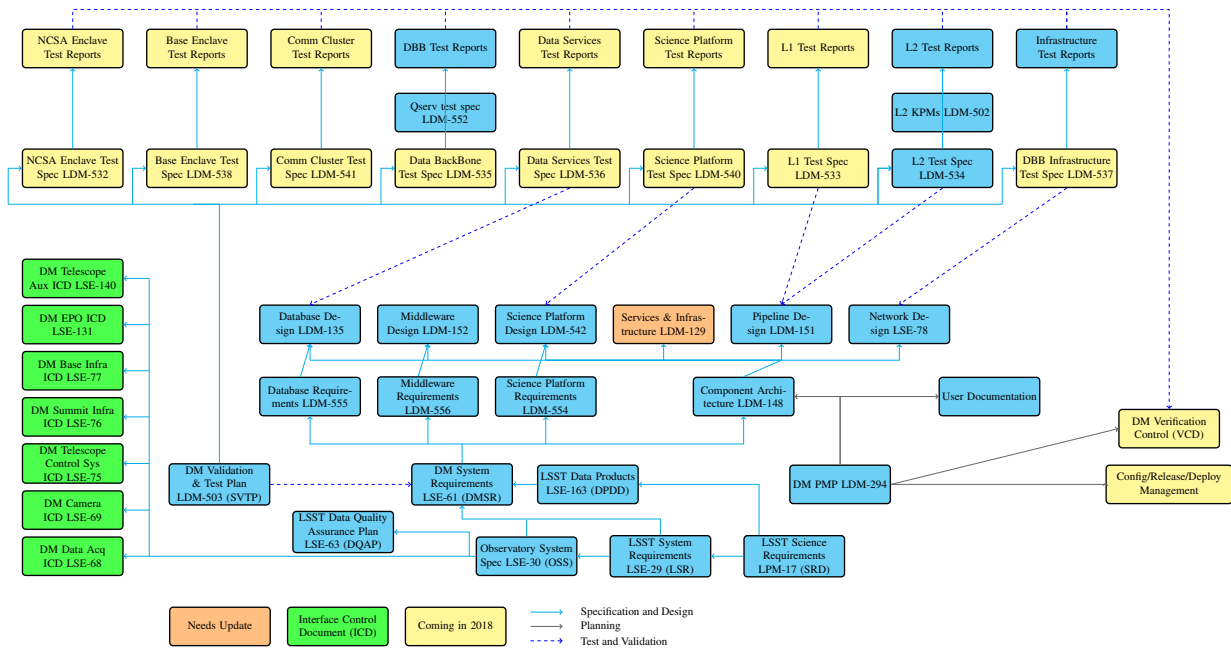 NCSA Enclave
Test Reports
Base Enclave
Test Reports
Comm Cluster
Test Reports
DBB Test Reports
Data Services
Test Reports
Science Platform
Test Reports
L1 Test Reports
L2 Test Reports
Infrastructure
Test Reports
Qserv test spec
LDM-552
L2 KPMs LDM-502
NCSA Enclave Test
Spec LDM-532
Base Enclave Test
Spec LDM-538
Comm Cluster Test
Spec LDM-541
Data BackBone
Test Spec LDM-535
Data Services Test
Spec LDM-536
Science Platform
Test Spec LDM-540
L1 Test Spec
LDM-533
L2 Test Spec
LDM-534
DBB Infrastructure
Test Spec LDM-537
DM Telescope
Aux ICD LSE-140
DM EPO ICD
LSE-131
DM Base Infra
ICD LSE-77
DM Summit Infra
ICD LSE-76
DM Telescope
Control Sys
ICD LSE-75
DM Camera
ICD LSE-69
DM Data Acq
ICD LSE-68
Database De-
sign LDM-135
Middleware
Design LDM-152
Science Platform
Design LDM-542
Services & Infras-
tructure LDM-129
Pipeline De-
sign LDM-151
Network De-
sign LSE-78
Database Require-
ments LDM-555
Middleware
Requirements
LDM-556
Science Platform
Requirements
LDM-554
Component Archi-
tecture LDM-148
User Documentation
DM Verification
Control (VCD)
DM Validation
& Test Plan
LDM-503 (SVTP)
DM System
Requirements
LSE-61 (DMSR)
LSST Data Products
LSE-163 (DPDD)
DM PMP LDM-294
Config/Release/Deploy
Management
LSST Data Quality
Assurance Plan
LSE-63 (DQAP)
Observatory System
Spec LSE-30 (OSS)
LSST System
Requirements
LSE-29 (LSR)
LSST Science
Requirements
LPM-17 (SRD)
Needs Update
Interface Control
Document (ICD)
Coming in 2018
Specification and Design
Planning
Test and Validation